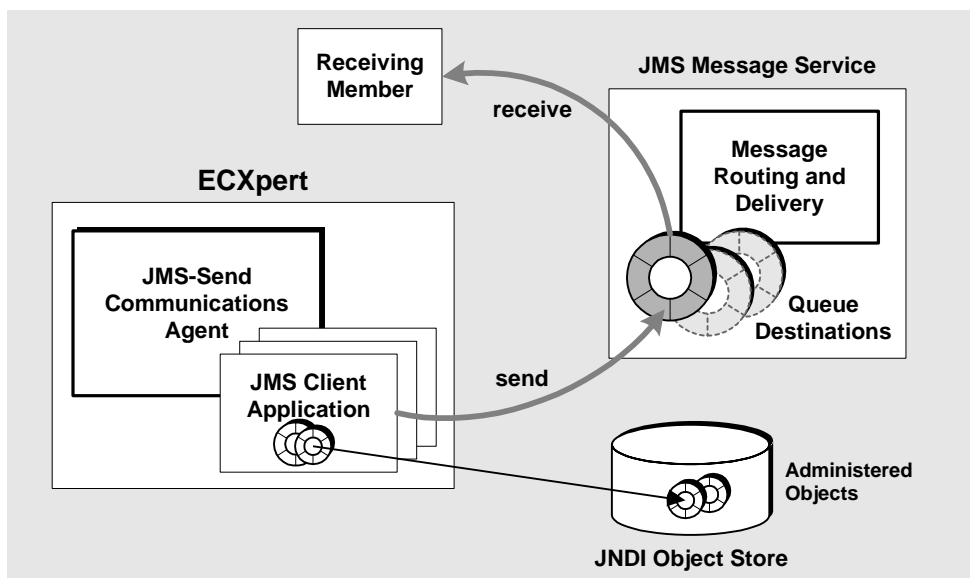 Receiving
Member
JMS Message Service
receive
Message
Routing and
Delivery
ECXpert
JMS-Send
Communications
Agent
Queue
Destinations
send
JMS Client
Application
Administered
Objects
JNDI Object Store